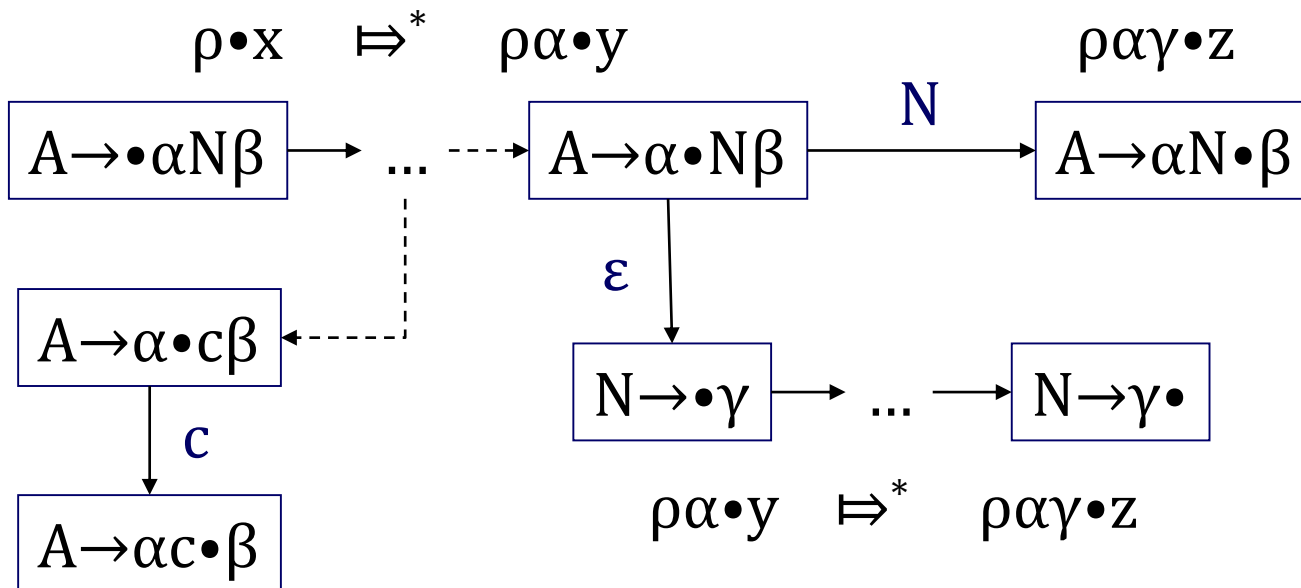 ρ•x ⤇* ρα•y ραγ•z
N
A→•αNβ ... A→α•Nβ A→αN•β
ε
A→α•cβ
N→•γ ... N→γ•
c
ρα•y ⤇* ραγ•z
A→αc•β